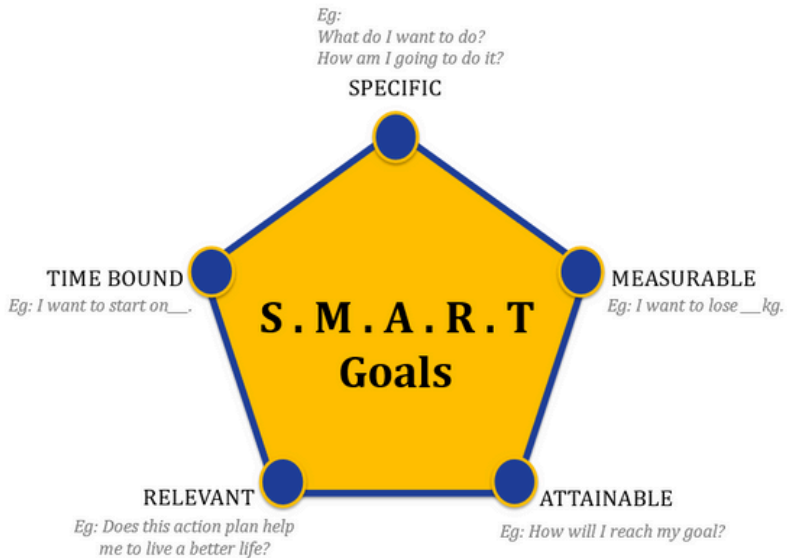 Eg:
What do I want to do?
How am I going to do it?
SPECIFIC
TIME BOUND
Eg: I want to start on___.
MEASURABLE
Eg: I want to lose ___kg.
S . M . A . R . T
Goals
RELEVANT
Eg: Does this action plan help
me to live a better life?
ATTAINABLE
Eg: How will I reach my goal?